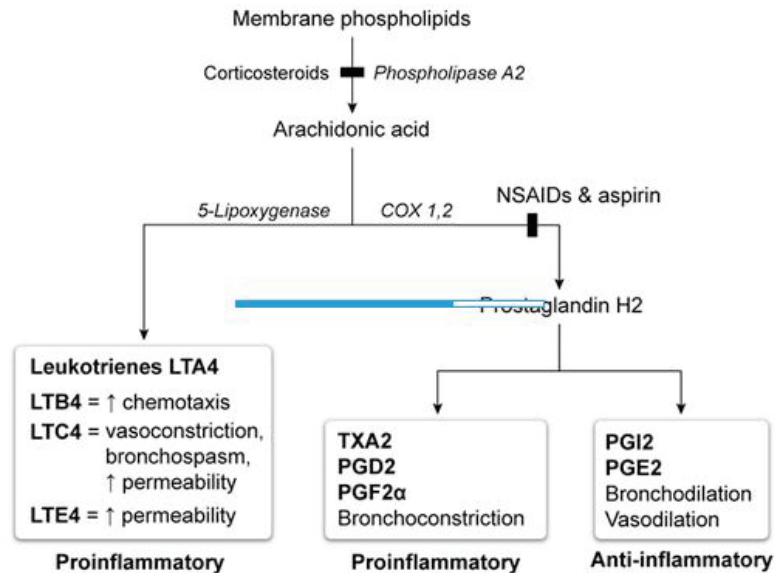 Membrane phospholipids
Corticosteroids Phospholipase A2
Arachidonic acid
NSAIDs & aspirin
5-Lipoxygenase COX 1,2
Prostaglandin H2
Leukotrienes LTA4
LTB4 = ↑ chemotaxis
LTC4 = vasoconstriction,
bronchospasm,
↑ permeability
LTE4 = ↑ permeability
Proinflammatory
TXA2
PGD2
PGF2α
Bronchoconstriction
Proinflammatory
PGI2
PGE2
Bronchodilation
Vasodilation
Anti-inflammatory